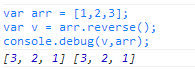 var arr = [1,2,3];
var v = arr.reverse();
console.debug(v,arr);
[3, 2, 1] [3, 2, 1]